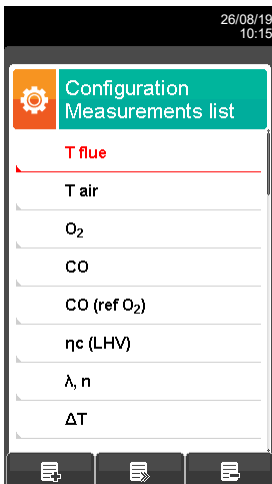 26/08/19
10:15
Configuration
Measurements list
T flue
T air
O₂
CO
CO (ref O₂)
ηc (LHV)
λ, n
ΔT